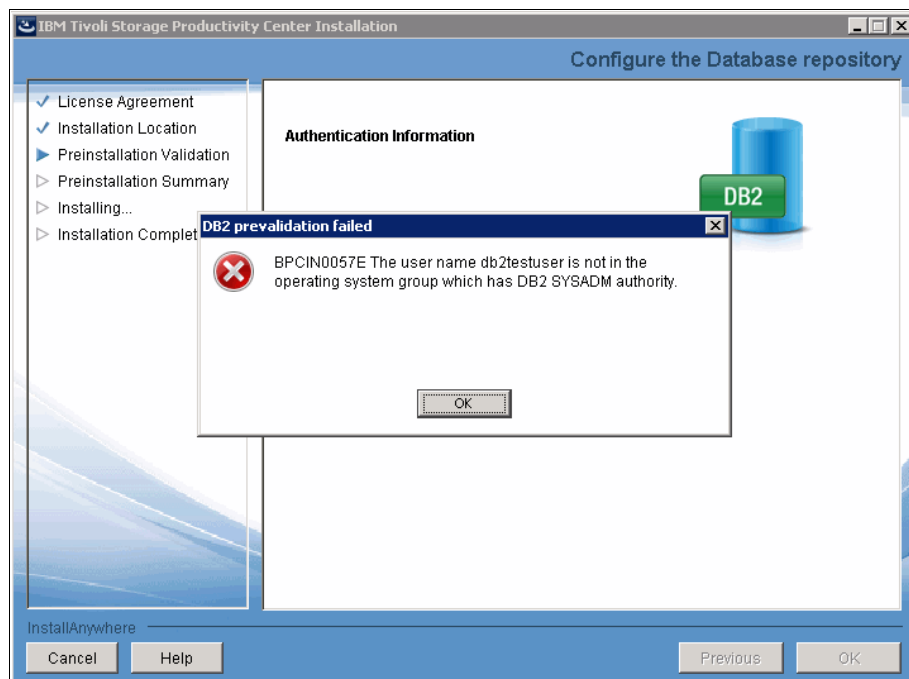 IBM Tivoli Storage Productivity Center Installation
Configure the Database repository
License Agreement
Installation Location
Preinstallation Validation
Preinstallation Summary
Installing...
Installation Complet
Authentication Information
DB2
DB2 prevalidation failed
BPCIN0057E The user name db2testuser is not in the
operating system group which has DB2 SYSADM authority.
OK
InstallAnywhere
Cancel
Help
Previous
OK